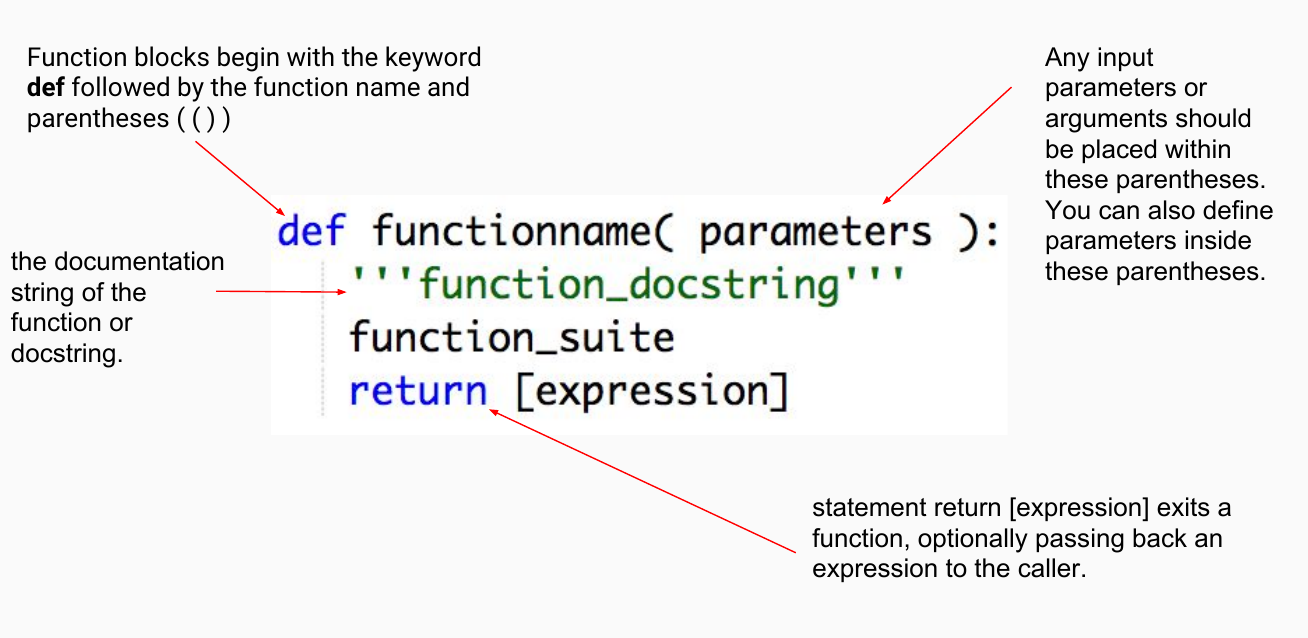 Function blocks begin with the keyword
def followed by the function name and
parentheses ( ( ) )
Any input
parameters or
arguments should
be placed within
these parentheses.
You can also define
parameters inside
these parentheses.
def functionname( parameters ):
'''function_docstring'''
function_suite
return [expression]
the documentation
string of the
function or
docstring.
statement return [expression] exits a
function, optionally passing back an
expression to the caller.